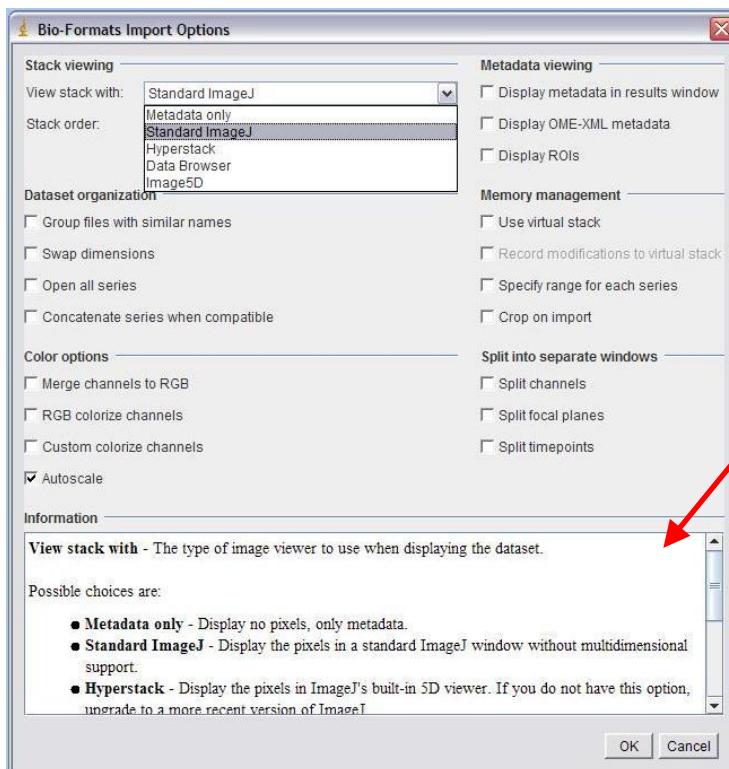 Bio-Formats Import Options
Stack viewing
View stack with: Standard ImageJ
Stack order:
Metadata only
Standard ImageJ
Hyperstack
Data Browser
Image5D
Metadata viewing
Display metadata in results window
Display OME-XML metadata
Display ROIs
Dataset organization
Group files with similar names
Swap dimensions
Open all series
Concatenate series when compatible
Memory management
Use virtual stack
Record modifications to virtual stack
Specify range for each series
Crop on import
Color options
Merge channels to RGB
RGB colorize channels
Custom colorize channels
Autoscale
Split into separate windows
Split channels
Split focal planes
Split timepoints
Information
View stack with - The type of image viewer to use when displaying the dataset.
Possible choices are:
Metadata only - Display no pixels, only metadata.
Standard ImageJ - Display the pixels in a standard ImageJ window without multidimensional
support.
Hyperstack - Display the pixels in ImageJ's built-in 5D viewer. If you do not have this option,
upgrade to a more recent version of ImageJ
OK Cancel